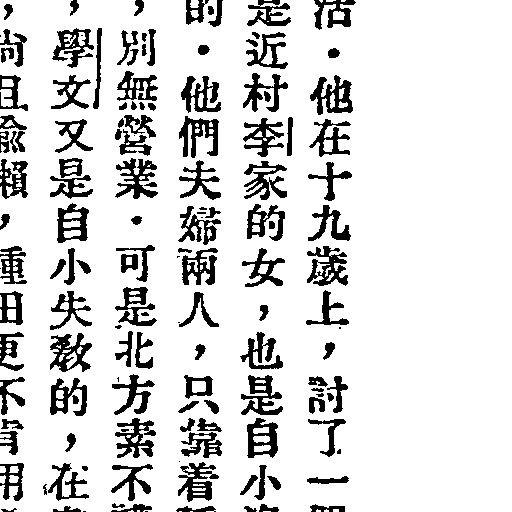 活．他在十九歲上，討了一
是近村李家的女，也是自小
的．他們夫婦兩人，只靠着
，別無營業．可是北方素不
，學文又是自小失教的，在
，尚且偸懶，種田更不肯用